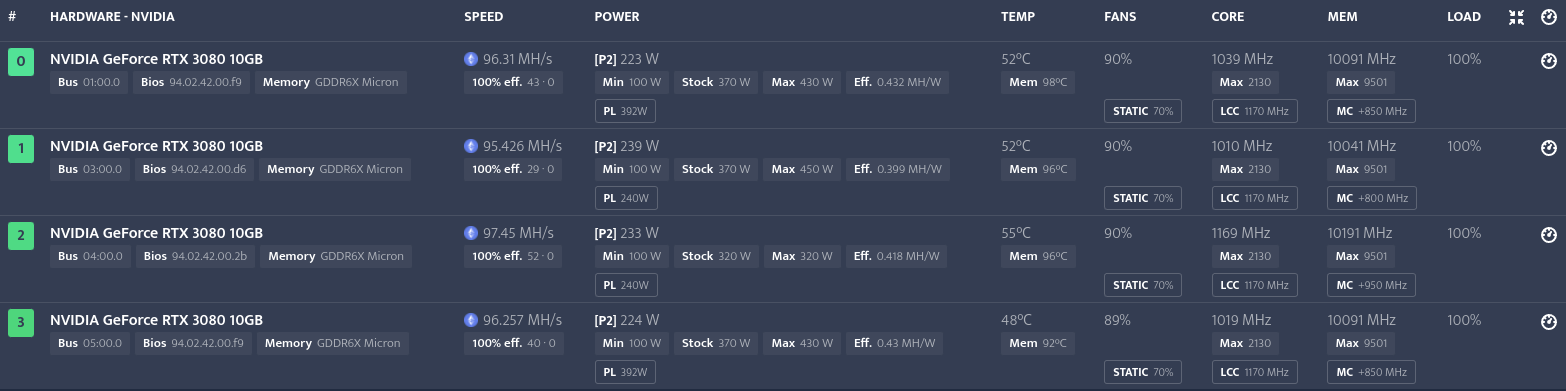 # HARDWARE - NVIDIA SPEED POWER TEMP FANS CORE MEM LOAD
0 NVIDIA GeForce RTX 3080 10GB 96.31 MH/s [P2] 223 W 52°C 90% 1039 MHz 10091 MHz 100%
Bus 01:00.0 Bios 94.02.42.00.f9 Memory GDDR6X Micron 100% eff. 43 · 0 Min 100 W Stock 370 W Max 430 W Eff. 0.432 MH/W Mem 98°C Max 2130 Max 9501
PL 392W STATIC 70% LCC 1170 MHz MC +850 MHz
1 NVIDIA GeForce RTX 3080 10GB 95.426 MH/s [P2] 239 W 52°C 90% 1010 MHz 10041 MHz 100%
Bus 03:00.0 Bios 94.02.42.00.d6 Memory GDDR6X Micron 100% eff. 29 · 0 Min 100 W Stock 370 W Max 450 W Eff. 0.399 MH/W Mem 96°C Max 2130 Max 9501
PL 240W STATIC 70% LCC 1170 MHz MC +800 MHz
2 NVIDIA GeForce RTX 3080 10GB 97.45 MH/s [P2] 233 W 55°C 90% 1169 MHz 10191 MHz 100%
Bus 04:00.0 Bios 94.02.42.00.2b Memory GDDR6X Micron 100% eff. 52 · 0 Min 100 W Stock 320 W Max 320 W Eff. 0.418 MH/W Mem 96°C Max 2130 Max 9501
PL 240W STATIC 70% LCC 1170 MHz MC +950 MHz
3 NVIDIA GeForce RTX 3080 10GB 96.257 MH/s [P2] 224 W 48°C 89% 1019 MHz 10091 MHz 100%
Bus 05:00.0 Bios 94.02.42.00.f9 Memory GDDR6X Micron 100% eff. 40 · 0 Min 100 W Stock 370 W Max 430 W Eff. 0.43 MH/W Mem 92°C Max 2130 Max 9501
PL 392W STATIC 70% LCC 1170 MHz MC +850 MHz